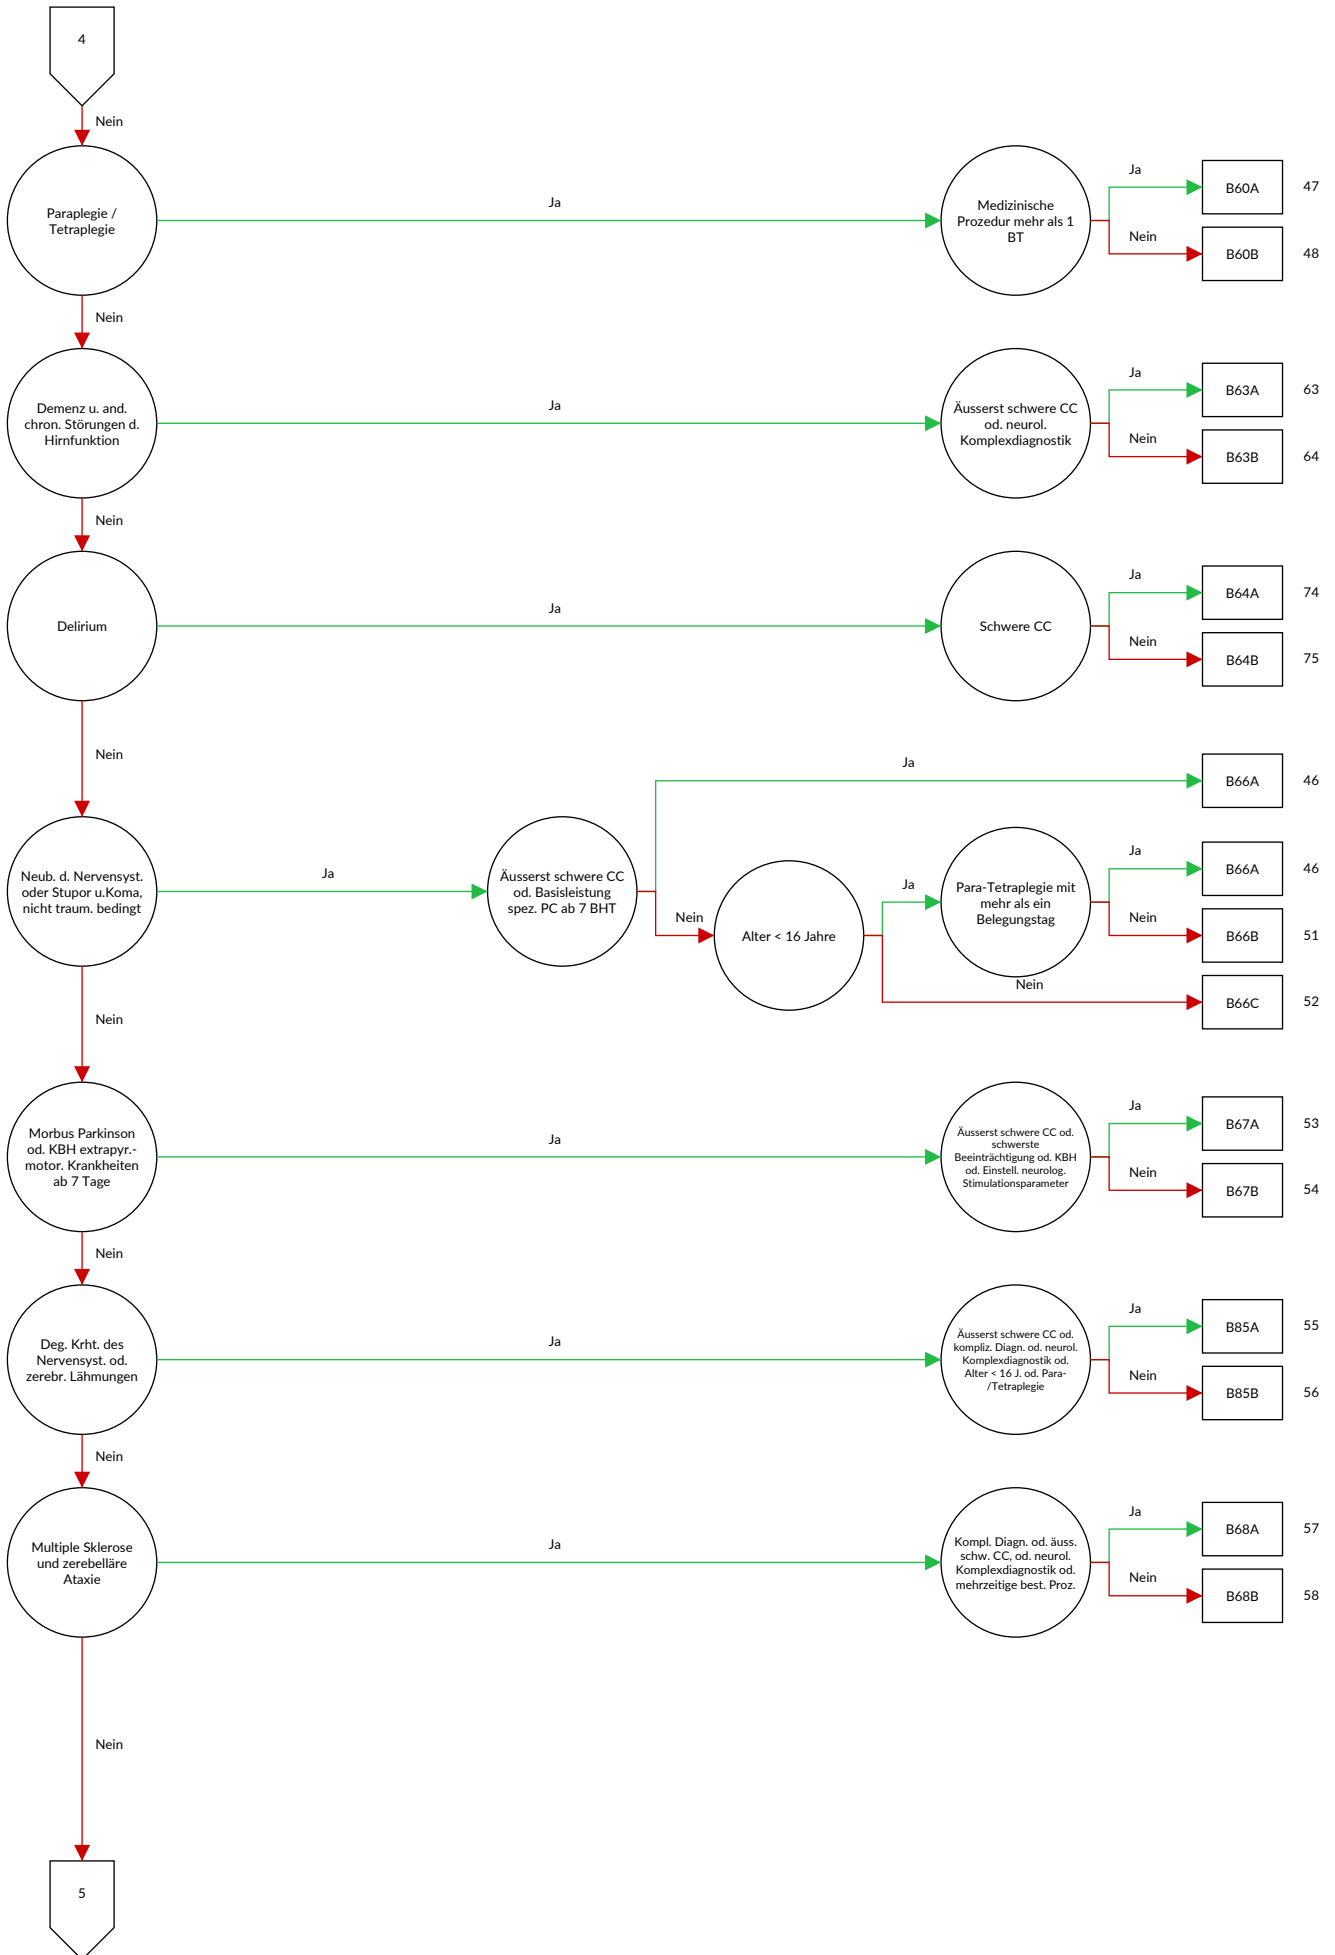 4
Nein
Paraplegie /
Tetraplegie
Ja
Medizinische
Prozedur mehr als 1
BT
Ja
B60A
47
Nein
B60B
48
Nein
Demenz u. and.
chron. Störungen d.
Hirnfunktion
Ja
Äusserst schwere CC
od. neurol.
Komplexdiagnostik
Ja
B63A
63
Nein
B63B
64
Nein
Delirium
Ja
Schwere CC
Ja
B64A
74
Nein
B64B
75
Nein
Neub. d. Nervensyst.
oder Stupor u.Koma,
nicht traum. bedingt
Ja
Äusserst schwere CC
od. Basisleistung
spez. PC ab 7 BHT
Ja
B66A
46
Nein
Alter < 16 Jahre
Ja
Para-Tetraplegie mit
mehr als ein
Belegungstag
Ja
B66A
46
Nein
B66B
51
Nein
B66C
52
Nein
Morbus Parkinson
od. KBH extrapyr.-
motor. Krankheiten
ab 7 Tage
Ja
Äusserst schwere CC od.
schwerste
Beeinträchtigung od. KBH
od. Einstell. neurolog.
Stimulationsparameter
Ja
B67A
53
Nein
B67B
54
Nein
Deg. Krht. des
Nervensyst. od.
zerebr. Lähmungen
Ja
Äusserst schwere CC od.
kompliz. Diagn. od. neurol.
Komplexdiagnostik od.
Alter < 16 J. od. Para-
/Tetraplegie
Ja
B85A
55
Nein
B85B
56
Nein
Multiple Sklerose
und zerebelläre
Ataxie
Ja
Kompl. Diagn. od. äuss.
schw. CC, od. neurol.
Komplexdiagnostik od.
mehrzeitige best. Proz.
Ja
B68A
57
Nein
B68B
58
Nein
5